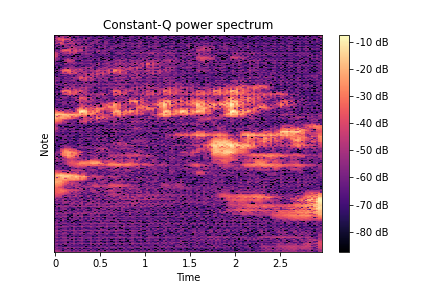 Constant-Q power spectrum
-10 dB
-20 dB
-30 dB
-40 dB
-50 dB
-60 dB
-70 dB
-80 dB
Note
0
0.5
1
1.5
2
2.5
Time